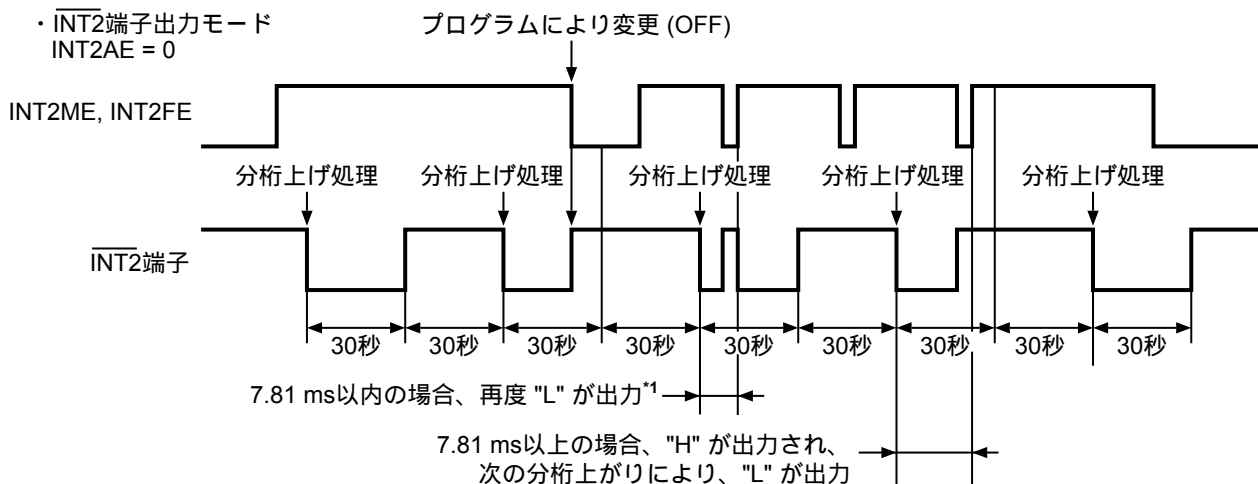 ・INT2端子出力モード
INT2AE = 0
プログラムにより変更 (OFF)
INT2ME, INT2FE
分桁上げ処理 分桁上げ処理 分桁上げ処理 分桁上げ処理 分桁上げ処理
INT2端子
30秒 30秒 30秒 30秒 30秒 30秒 30秒 30秒 30秒
7.81 ms以内の場合、再度 "L" が出力*1
7.81 ms以上の場合、"H" が出力され、
次の分桁上がりにより、"L" が出力